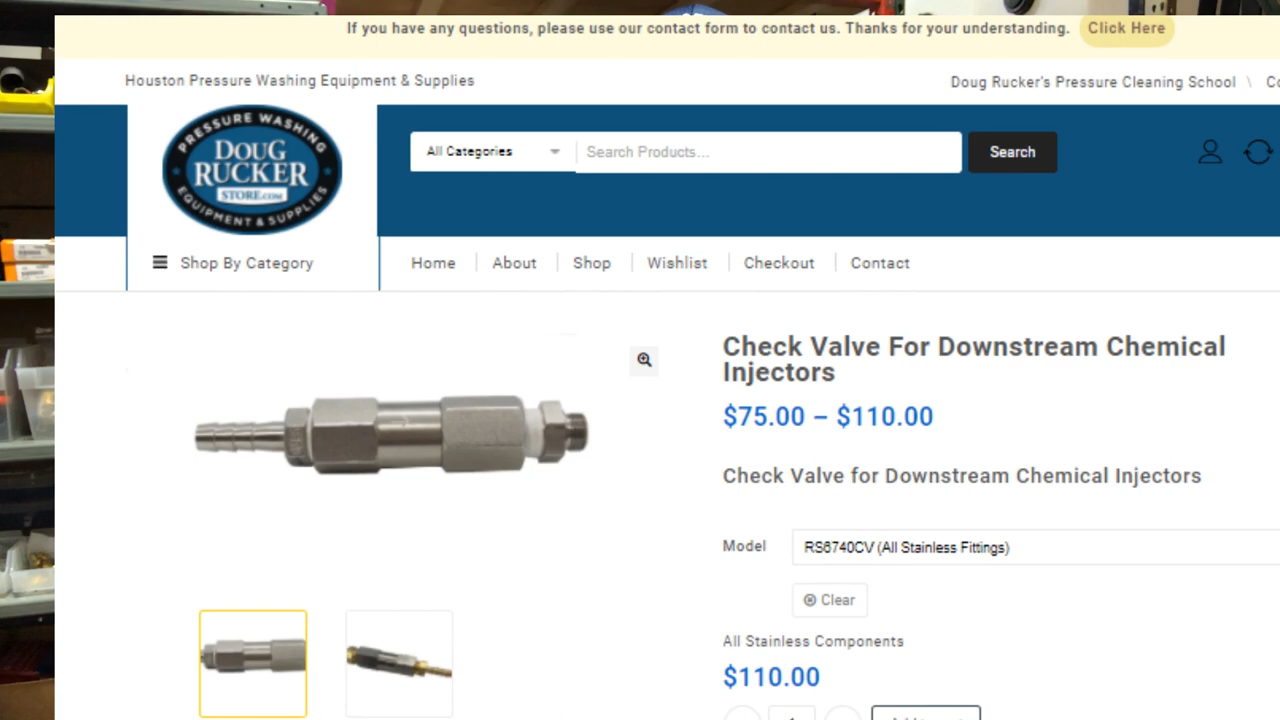 If you have any questions, please use our contact form to contact us. Thanks for your understanding. Click Here
Houston Pressure Washing Equipment & Supplies
Doug Rucker's Pressure Cleaning School \
PRESSURE WASHING
DOUG
RUCKER
STORE.COM
EQUIPMENT & SUPPLIES
All Categories
Search Products...
Search
Shop By Category
Home
About
Shop
Wishlist
Checkout
Contact
Check Valve For Downstream Chemical
Injectors
$75.00 – $110.00
Check Valve for Downstream Chemical Injectors
Model
RS6740CV (All Stainless Fittings)
Clear
All Stainless Components
$110.00